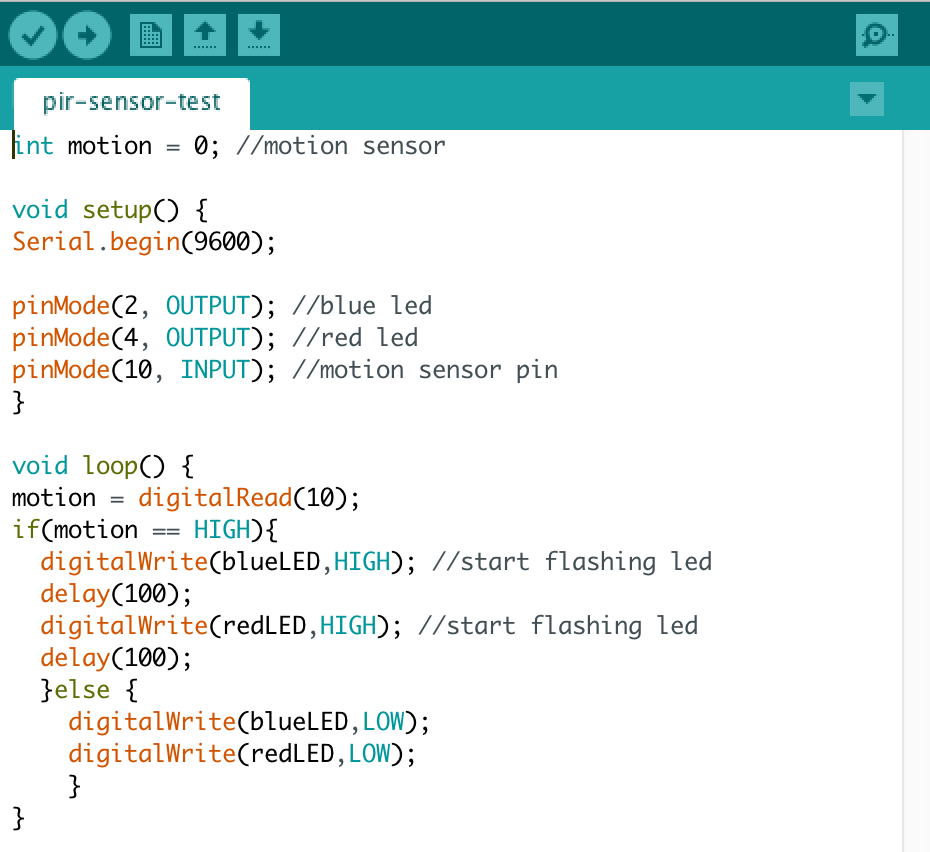 pir-sensor-test
int motion = 0; //motion sensor
void setup() {
Serial.begin(9600);
pinMode(2, OUTPUT); //blue led
pinMode(4, OUTPUT); //red led
pinMode(10, INPUT); //motion sensor pin
}
void loop() {
motion = digitalRead(10);
if(motion == HIGH){
digitalWrite(blueLED,HIGH); //start flashing led
delay(100);
digitalWrite(redLED,HIGH); //start flashing led
delay(100);
}else {
digitalWrite(blueLED,LOW);
digitalWrite(redLED,LOW);
}
}